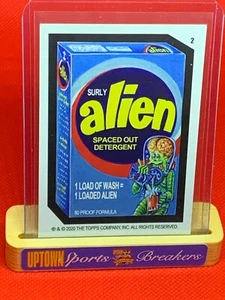 2
SURLY
alien
SPACED OUT
DETERGENT
1 LOAD OF WASH =
1 LOADED ALIEN
80 PROOF FORMULA
® & © 2020 THE TOPPS COMPANY, INC. ALL RIGHTS RESERVED.
UPTOWN Sports Breakers